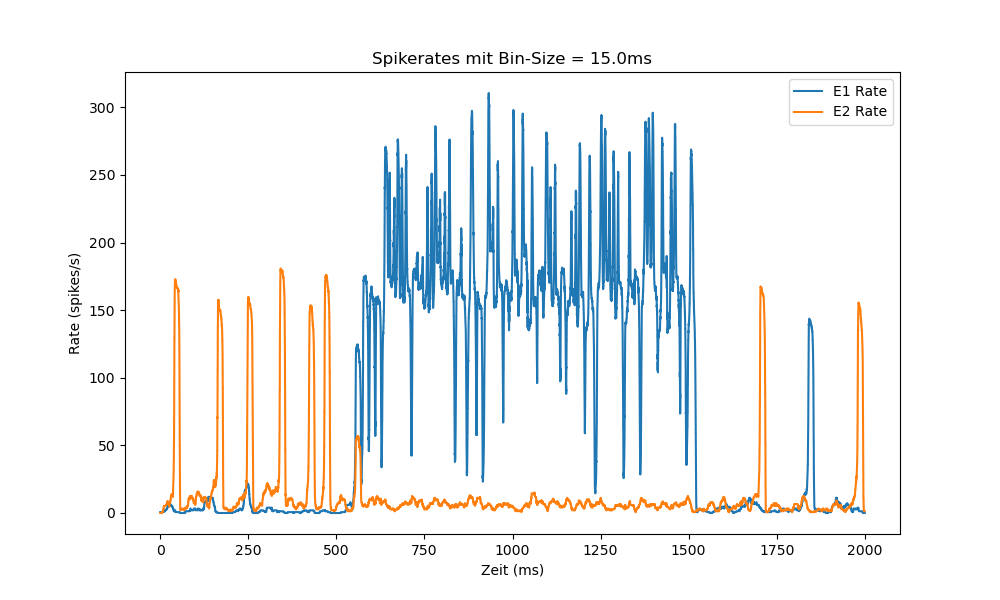 Spikerates mit Bin-Size = 15.0ms
E1 Rate
E2 Rate
Rate (spikes/s)
300
250
200
150
100
50
0
0 250 500 750 1000 1250 1500 1750 2000
Zeit (ms)